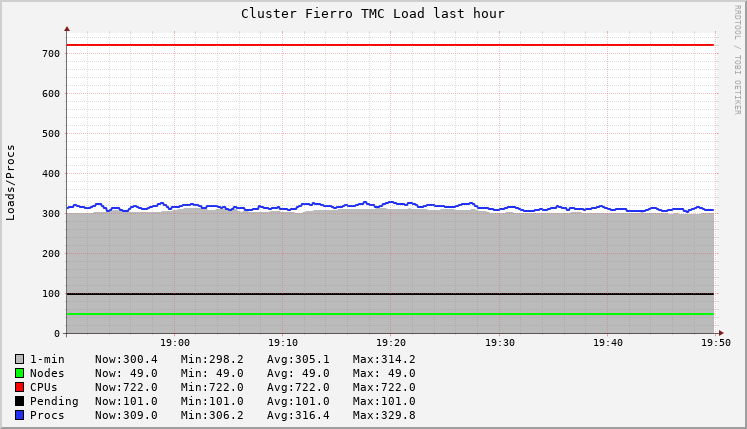 Cluster Fierro TMC Load last hour
RRDTOOL / TOBI OETIKER
Loads/Procs
700
600
500
400
300
200
100
0
19:00 19:10 19:20 19:30 19:40 19:50
1-min Now:300.4 Min:298.2 Avg:305.1 Max:314.2
Nodes Now: 49.0 Min: 49.0 Avg: 49.0 Max: 49.0
CPUs Now:722.0 Min:722.0 Avg:722.0 Max:722.0
Pending Now:101.0 Min:101.0 Avg:101.0 Max:101.0
Procs Now:309.0 Min:306.2 Avg:316.4 Max:329.8